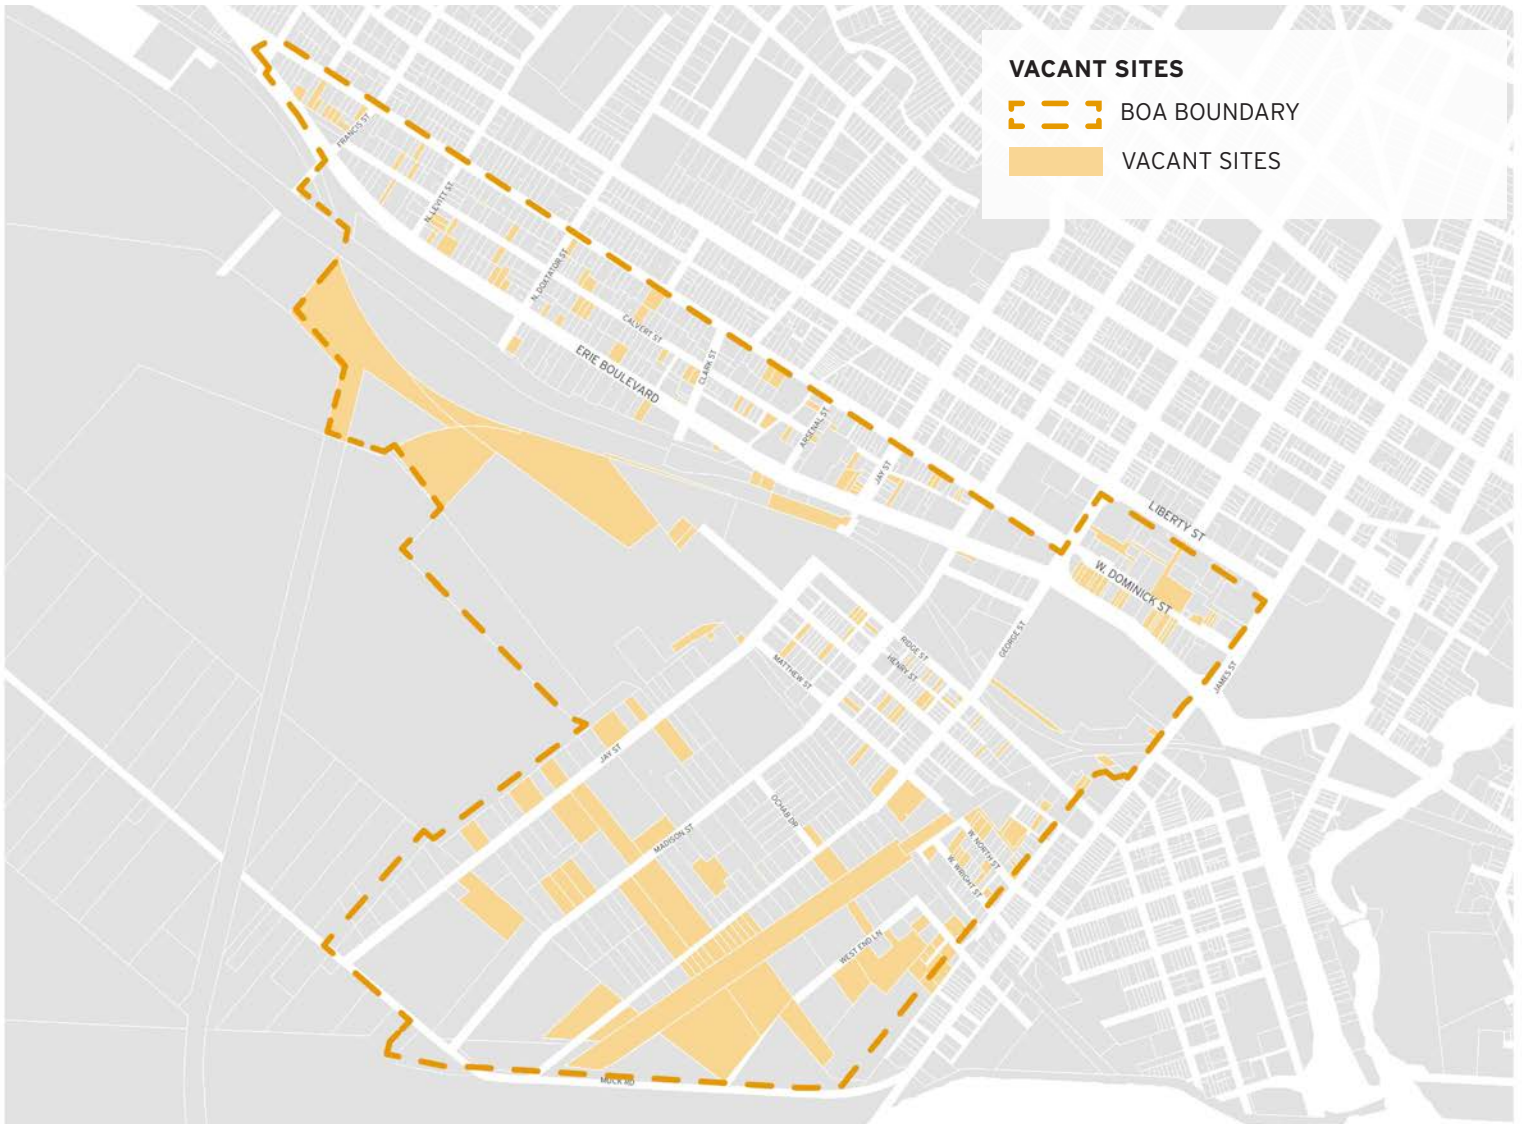 VACANT SITES
BOA BOUNDARY
VACANT SITES
FRANCIS ST
N. LEVITT ST
N. DOXTATOR ST
CALVERT ST
ERIE BOULEVARD
CLARK ST
ARSENAL ST
JAY ST
LIBERTY ST
W. DOMINICK ST
GEORGE ST
RIDGE ST
HENRY ST
MATTHEW ST
JAMES ST
JAY ST
MADISON ST
OCHAB DR
W. NORTH ST
W. WRIGHT ST
WEST END LN
MUCK RD